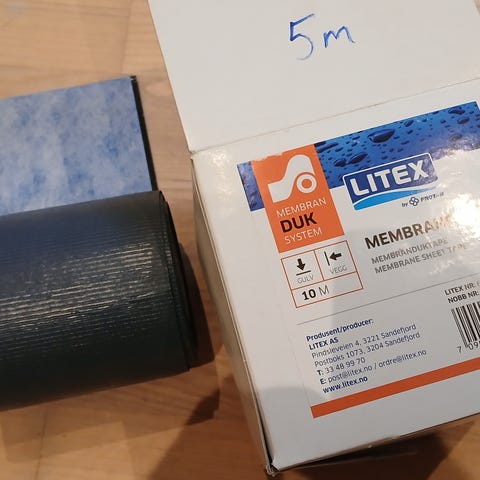 5m
MEMBRAN
DUK
SYSTEM
LITEX
by PROTAN
GULV
VEGG
10 M
MEMBRAN
MEMBRANDUKTAPE
MEMBRANE SHEET TAPE
LITEX NR:
NOBB NR:
Produsent/producer:
LITEX AS
Pindsleveien 4, 3221 Sandefjord
Postboks 1073, 3204 Sandefjord
T: 33 48 99 70
E: post@litex.no / ordre@litex.no
www.litex.no
7 09